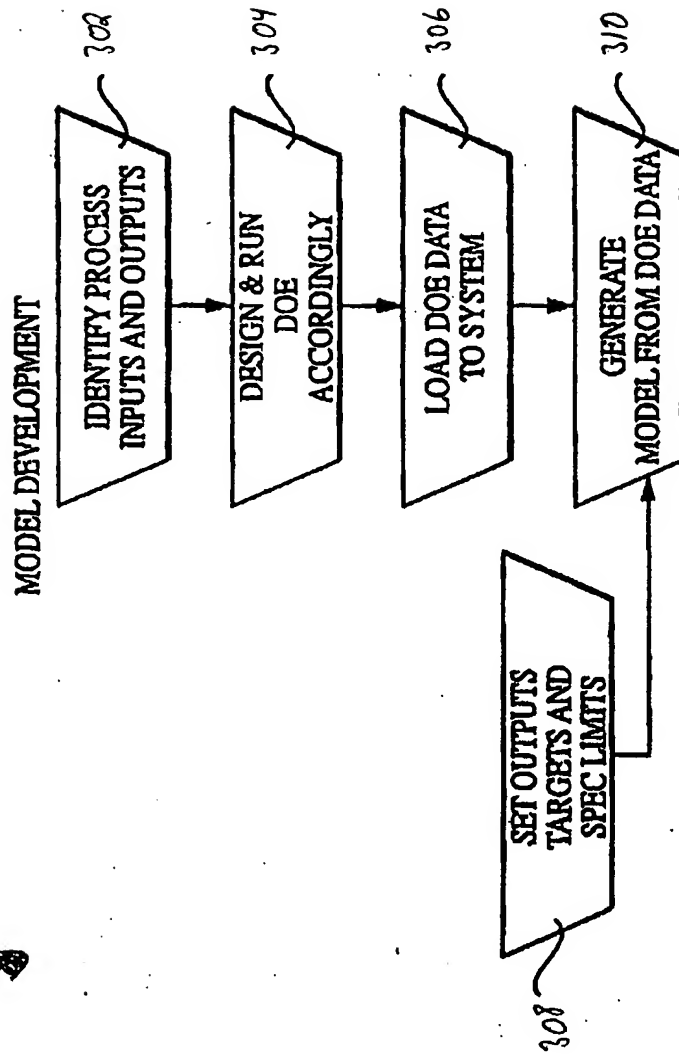 MODEL DEVELOPMENT
IDENTIFY PROCESS
INPUTS AND OUTPUTS
302
DESIGN & RUN
DOE
ACCORDINGLY
304
LOAD DOE DATA
TO SYSTEM
306
SET OUTPUTS
TARGETS AND
SPEC LIMITS
308
GENERATE
MODEL FROM DOE DATA
310